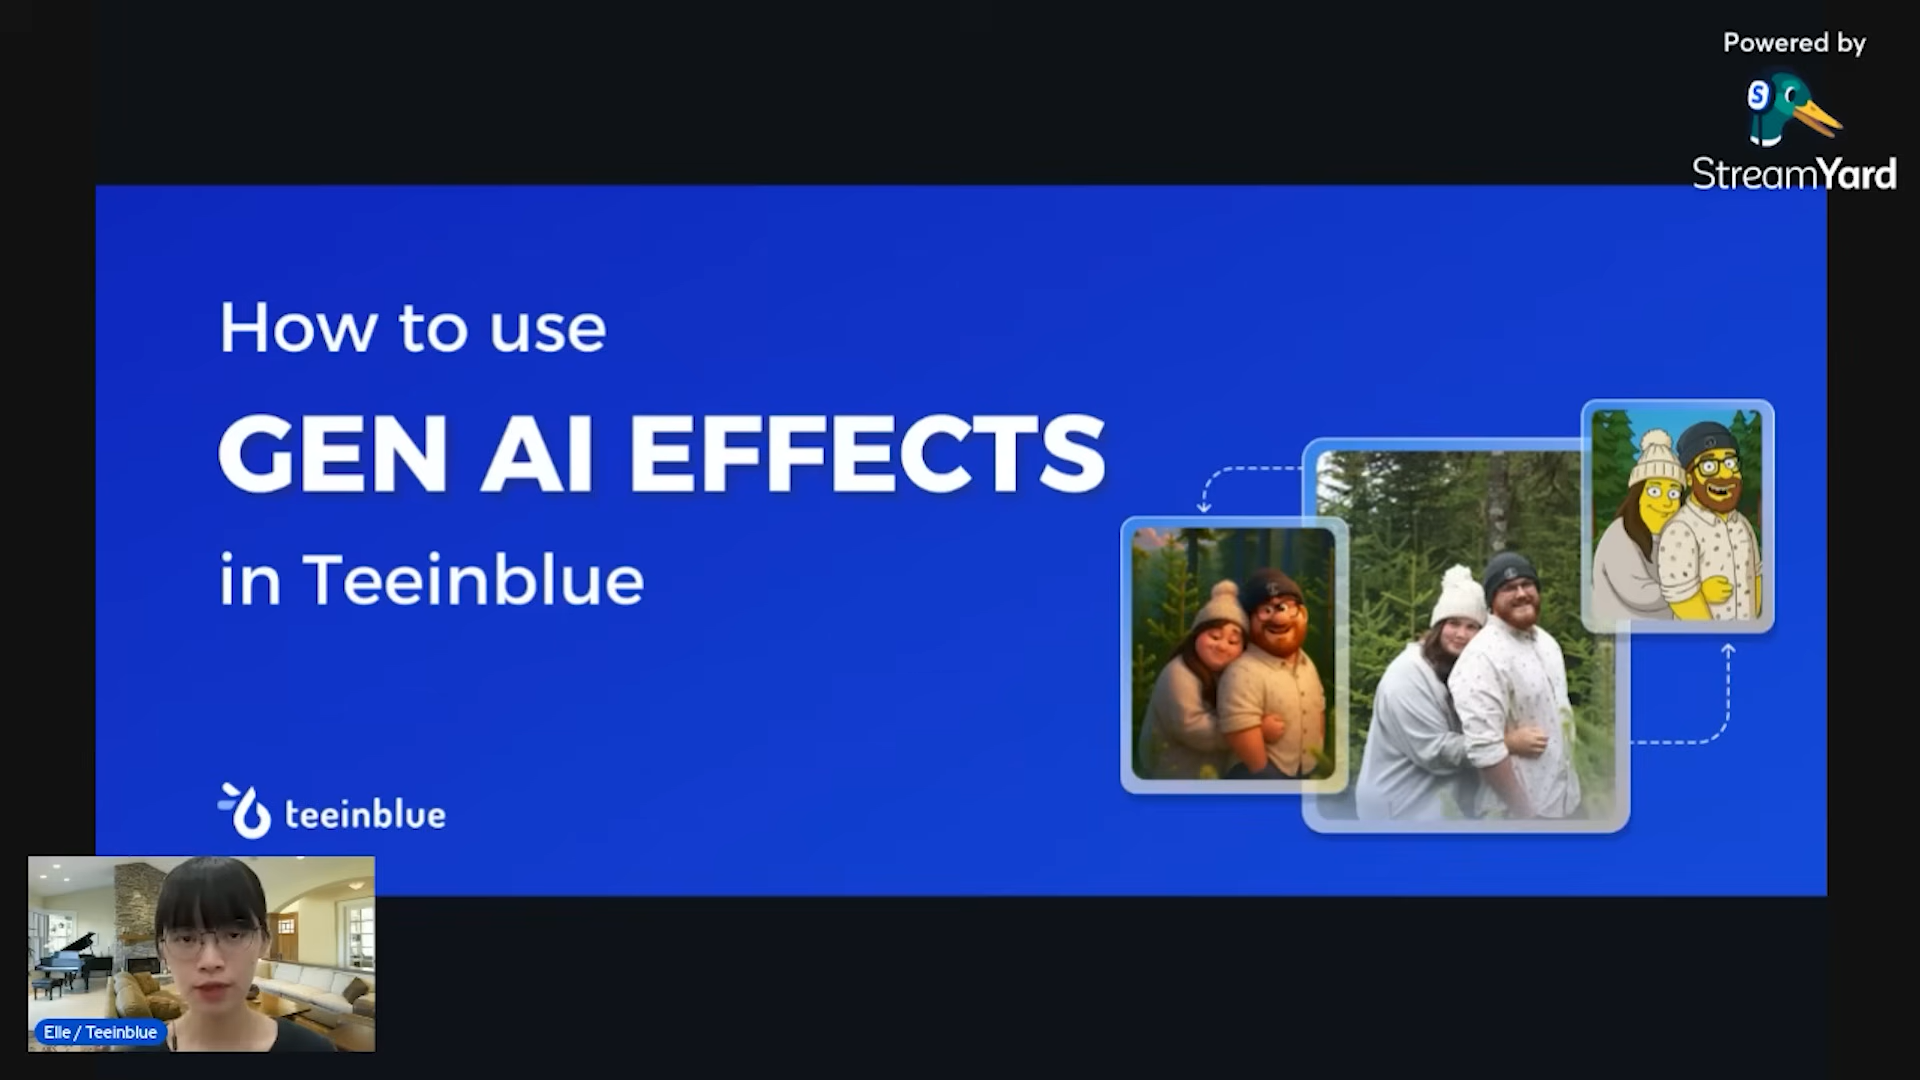 Powered by
S
StreamYard
How to use
GEN AI EFFECTS
in Teeinblue
teeinblue
Elle / Teeinblue